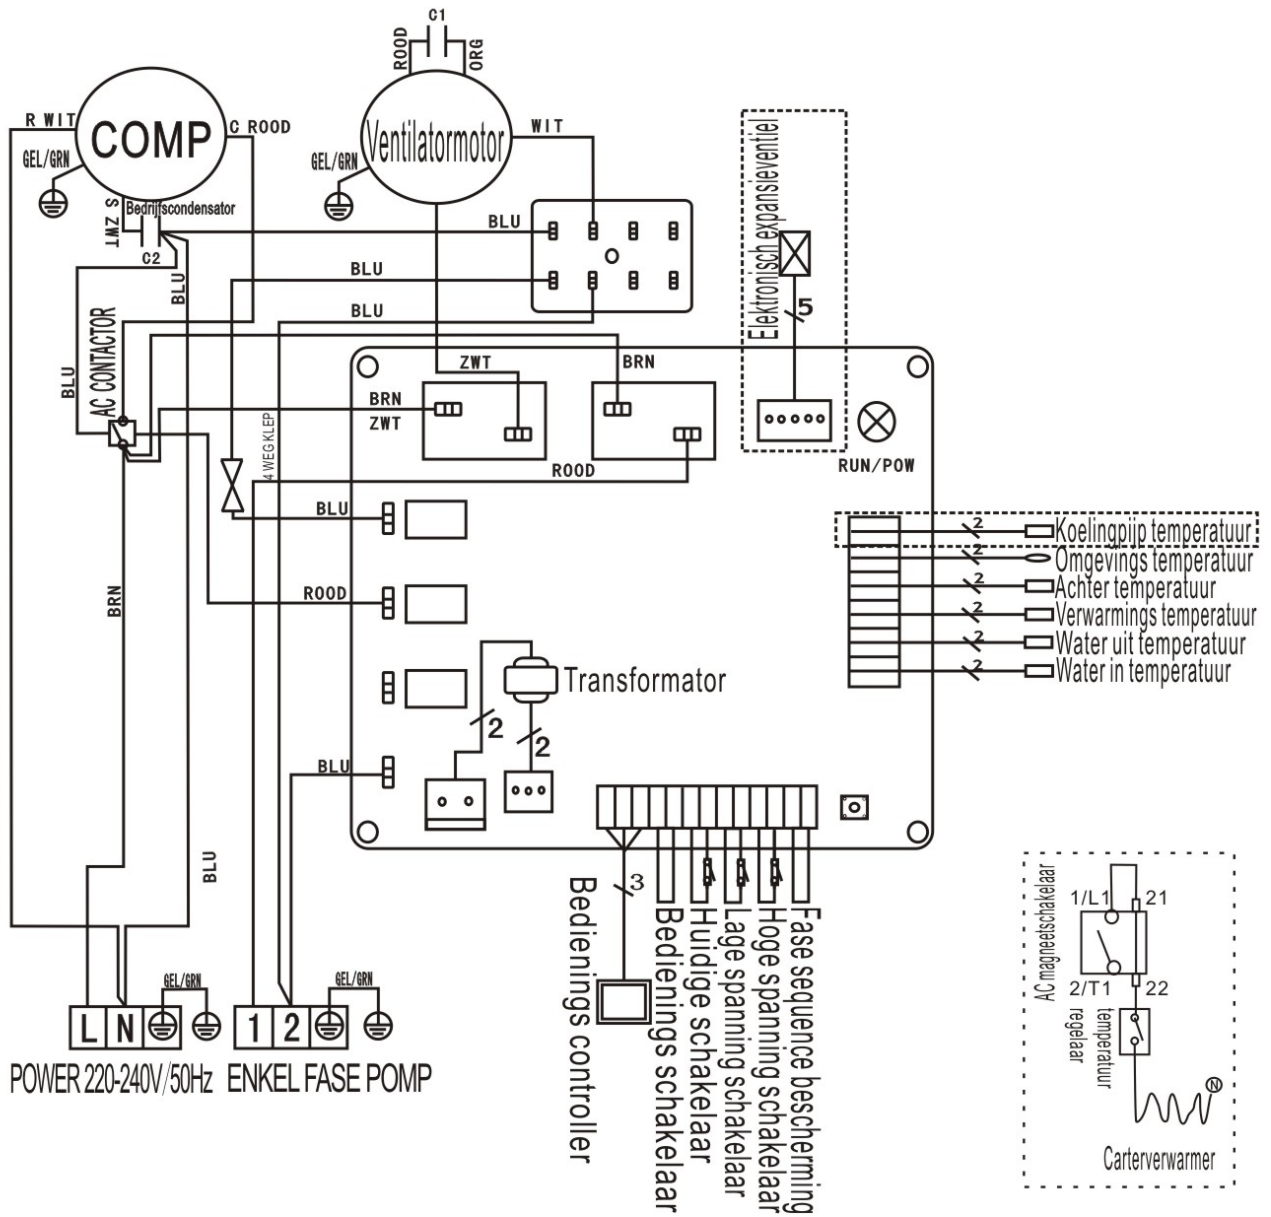 C1
ROOD
ORG
R WIT
COMP
C ROOD
GEL/GRN
Ventilatormotor
WIT
GEL/GRN
S ZWT
Bedrijfscondensator
C2
BLU
BLU
BLU
BLU
Elektronisch expansieventiel
5
AC CONTACTOR
BLU
ZWT
BRN
BRN
ZWT
4 WEG KLEP
ROOD
RUN/POW
BLU
2
Koelingpijp temperatuur
2
Omgevings temperatuur
2
Achter temperatuur
2
Verwarmings temperatuur
2
Water uit temperatuur
2
Water in temperatuur
BRN
ROOD
Transformator
2
2
BLU
BLU
3
Bedienings controller
Bedienings schakelaar
Huidige schakelaar
Lage spanning schakelaar
Hoge spanning schakelaar
Fase sequence bescherming
GEL/GRN
GEL/GRN
L N
1 2
POWER 220-240V/50Hz
ENKEL FASE POMP
AC magneetschakelaar
1/L1
21
2/T1
22
temperatuur
regelaar
N
Carterverwarmer